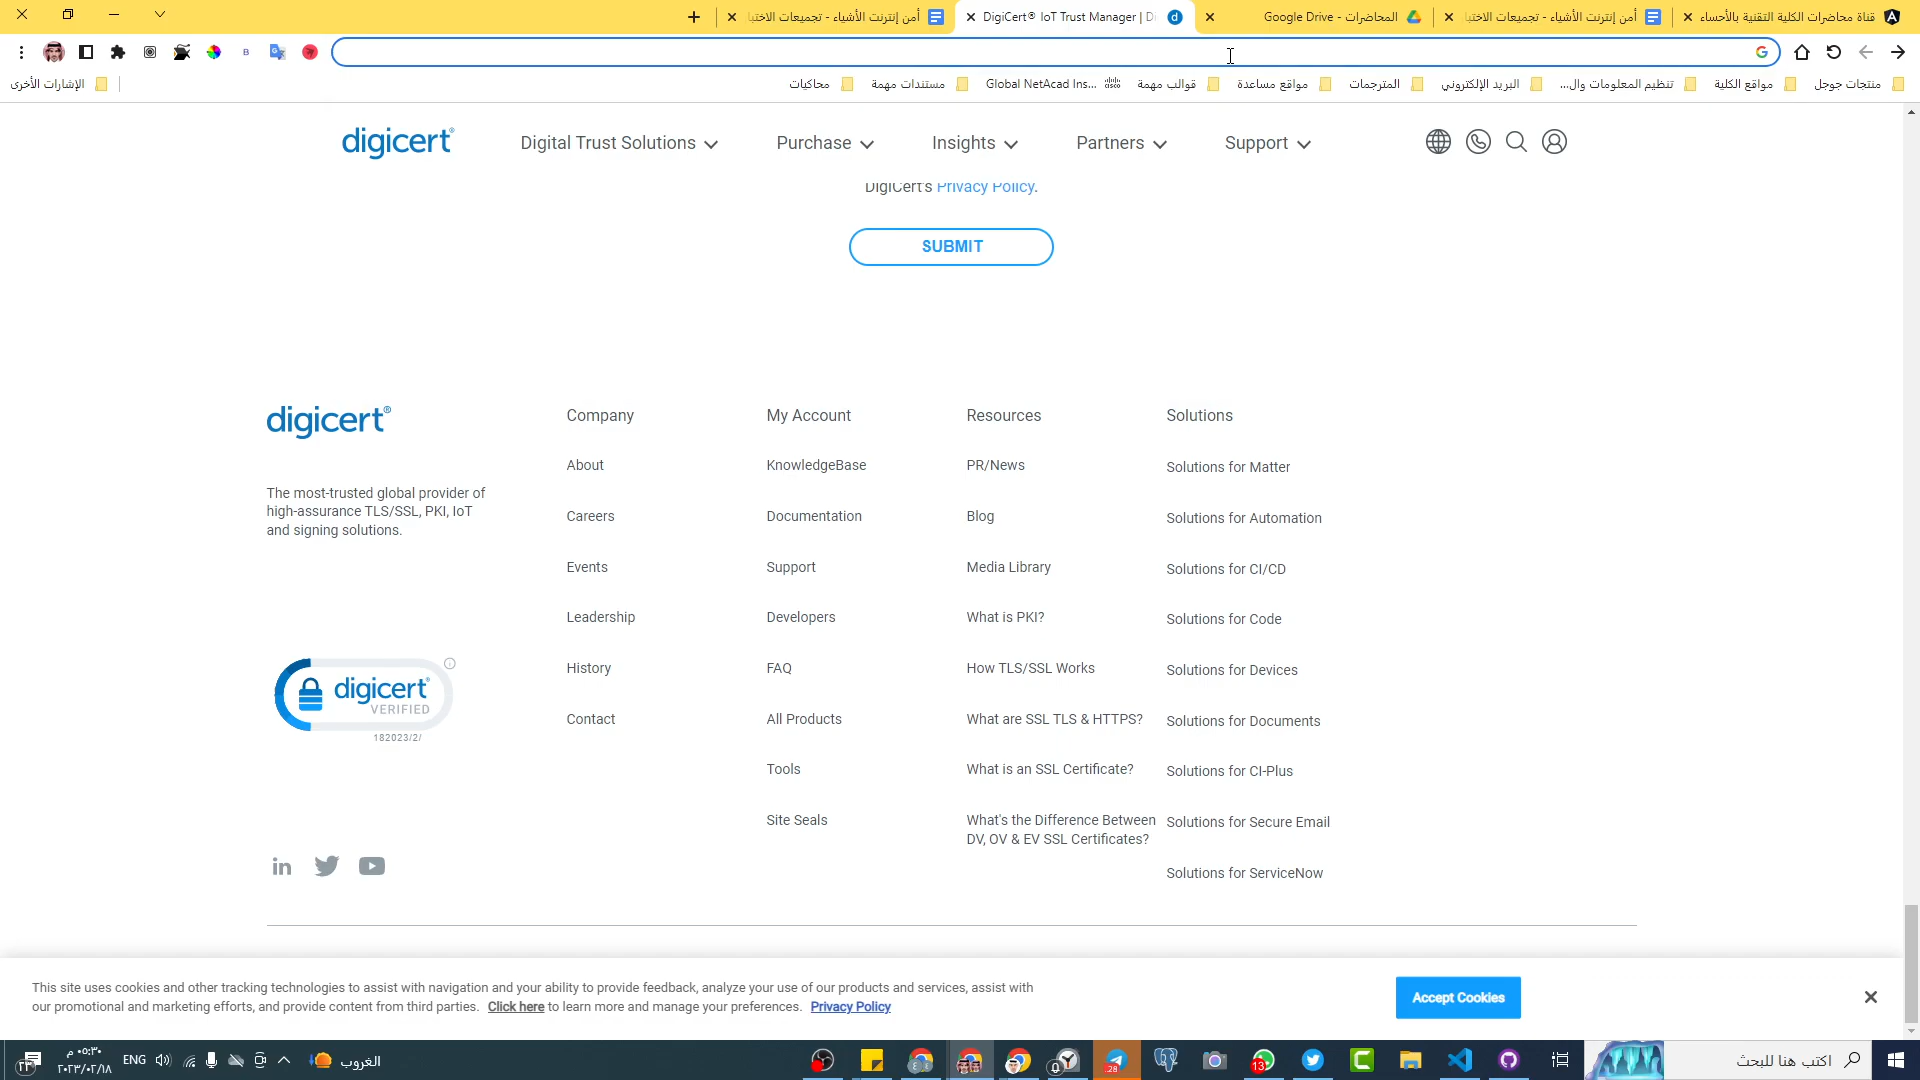 قناة محاضرات الكلية التقنية بالأحساء
أمن إنترنت الأشياء - تجميعات الاختبا
المحاضرات - Google Drive
DigiCert® IoT Trust Manager | Di
أمن إنترنت الأشياء - تجميعات الاختبا
منتجات جوجل
مواقع الكلية
تنظيم المعلومات وال...
البريد الإلكتروني
المترجمات
مواقع مساعدة
قوالب مهمة
Global NetAcad Ins...
مستندات مهمة
محاكيات
الإشارات الأخرى
digicert®
Digital Trust Solutions
Purchase
Insights
Partners
Support
DigiCert's Privacy Policy.
SUBMIT
digicert®
The most-trusted global provider of
high-assurance TLS/SSL, PKI, IoT
and signing solutions.
digicert®
VERIFIED
182023/2/
Company
About
Careers
Events
Leadership
History
Contact
My Account
KnowledgeBase
Documentation
Support
Developers
FAQ
All Products
Tools
Site Seals
Resources
PR/News
Blog
Media Library
What is PKI?
How TLS/SSL Works
What are SSL TLS & HTTPS?
What is an SSL Certificate?
What's the Difference Between
DV, OV & EV SSL Certificates?
Solutions
Solutions for Matter
Solutions for Automation
Solutions for CI/CD
Solutions for Code
Solutions for Devices
Solutions for Documents
Solutions for CI-Plus
Solutions for Secure Email
Solutions for ServiceNow
This site uses cookies and other tracking technologies to assist with navigation and your ability to provide feedback, analyze your use of our products and services, assist with
our promotional and marketing efforts, and provide content from third parties. Click here to learn more and manage your preferences. Privacy Policy
Accept Cookies
اكتب هنا للبحث
13
28
الغروب
ENG
٠٥:٣٠ م
٢٠٢٣/٠٢/١٨